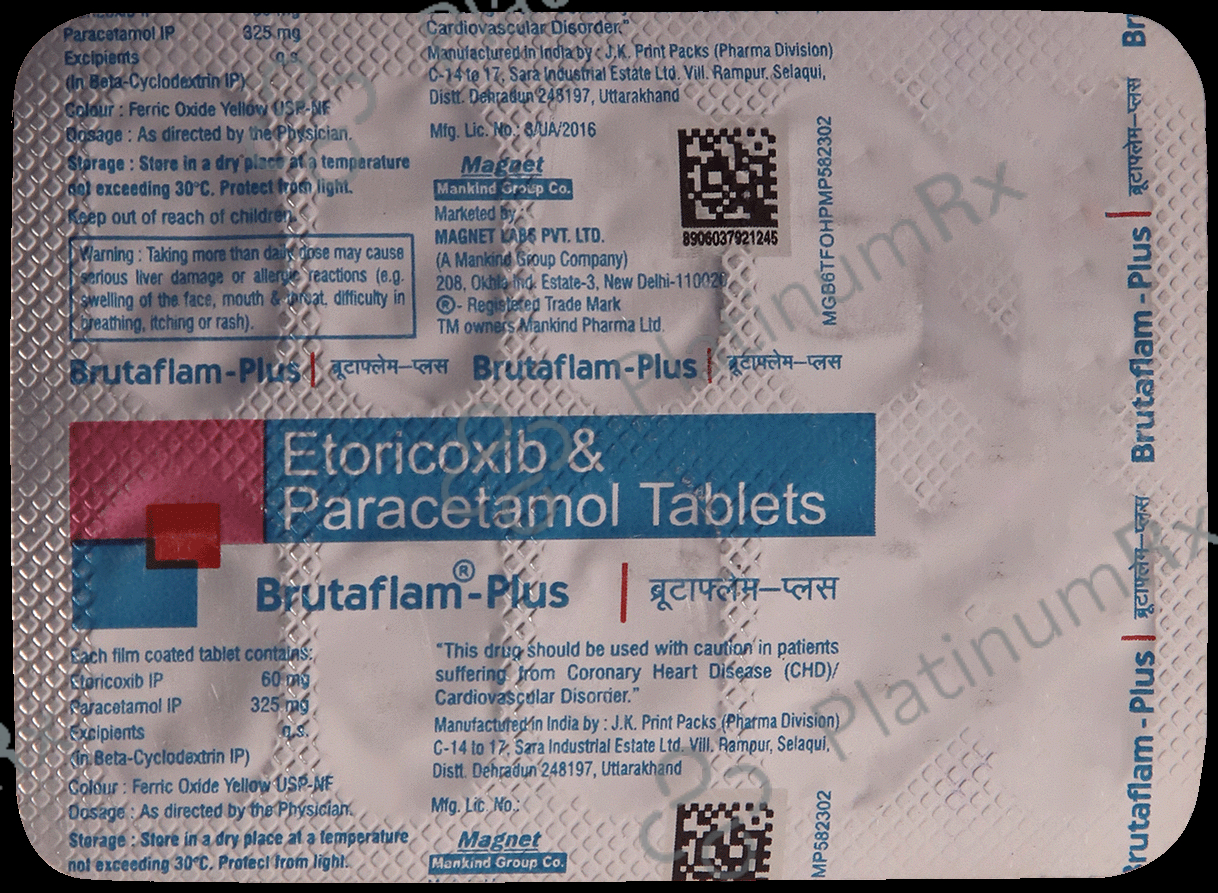 Paracetamol IP 325 mg
Excipients q.s.
(In Beta-Cyclodextrin IP)
Colour : Ferric Oxide Yellow USP-NF
Dosage : As directed by the Physician.
Storage : Store in a dry place at a temperature
not exceeding 30°C. Protect from light.
Keep out of reach of children.
Warning : Taking more than daily dose may cause
serious liver damage or allergic reactions (e.g.
swelling of the face, mouth & throat, difficulty in
breathing, itching or rash).
Cardiovascular Disorder."
Manufactured in India by : J.K. Print Packs (Pharma Division)
C-14 to 17, Sara Industrial Estate Ltd. Vill. Rampur, Selaqui,
Distt. Dehradun 248197, Uttarakhand
Mfg. Lic. No.: 8/UA/2016
Magnet
Mankind Group Co.
Marketed by :
MAGNET LABS PVT. LTD.
(A Mankind Group Company)
208, Okhla Ind. Estate-3, New Delhi-110020
®- Registered Trade Mark
TM owners Mankind Pharma Ltd.
8906037921245
MGB6TFOHPMP582302
Brutaflam-Plus | ब्रूटाफ्लेम-प्लस Brutaflam-Plus | ब्रूटाफ्लेम-प्लस
Etoricoxib &
Paracetamol Tablets
Brutaflam®-Plus | ब्रूटाफ्लेम-प्लस
Each film coated tablet contains:
Etoricoxib IP 60 mg
Paracetamol IP 325 mg
Excipients q.s.
(in Beta-Cyclodextrin IP)
Colour : Ferric Oxide Yellow USP-NF
Dosage : As directed by the Physician.
Storage : Store in a dry place at a temperature
not exceeding 30°C. Protect from light.
"This drug should be used with caution in patients
suffering from Coronary Heart Disease (CHD)/
Cardiovascular Disorder."
Manufactured in India by : J.K. Print Packs (Pharma Division)
C-14 to 17, Sara Industrial Estate Ltd. Vill. Rampur, Selaqui,
Distt. Dehradun 248197, Uttarakhand
Mfg. Lic. No.:
Magnet
Mankind Group Co.
MP582302
Brutaflam-Plus | ब्रूटाफ्लेम-प्लस
Brutaflam-Plus | ब्रूटाफ्लेम-प्लस
PlatinumRx
PlatinumRx